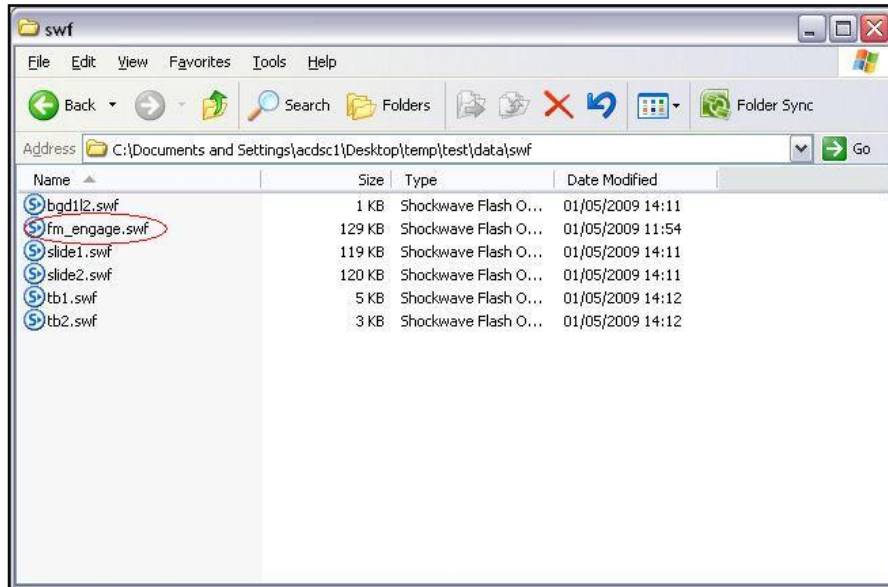 swf
File Edit View Favorites Tools Help
Back Search Folders Folder Sync
Address C:\Documents and Settings\acdsc1\Desktop\temp\test\data\swf Go
Name Size Type Date Modified
bgd1l2.swf 1 KB Shockwave Flash O... 01/05/2009 14:11
fm_engage.swf 129 KB Shockwave Flash O... 01/05/2009 11:54
slide1.swf 119 KB Shockwave Flash O... 01/05/2009 14:11
slide2.swf 120 KB Shockwave Flash O... 01/05/2009 14:11
tb1.swf 5 KB Shockwave Flash O... 01/05/2009 14:12
tb2.swf 3 KB Shockwave Flash O... 01/05/2009 14:12